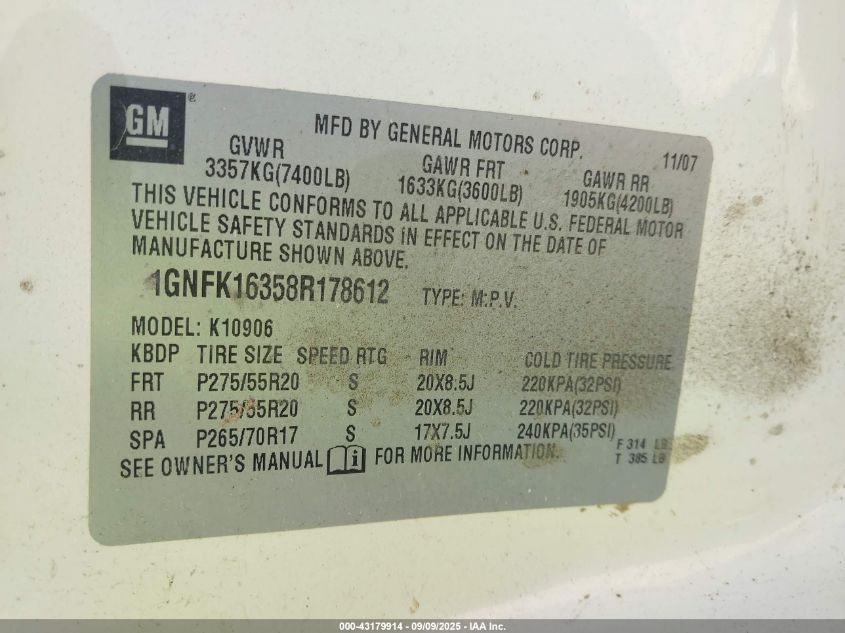 GM ®
MFD BY GENERAL MOTORS CORP. 11/07
GVWR GAWR FRT GAWR RR
3357KG(7400LB) 1633KG(3600LB) 1905KG(4200LB)
THIS VEHICLE CONFORMS TO ALL APPLICABLE U.S. FEDERAL MOTOR
VEHICLE SAFETY STANDARDS IN EFFECT ON THE DATE OF
MANUFACTURE SHOWN ABOVE.
1GNFK16358R178612 TYPE: M.P.V.
MODEL: K10906
KBDP TIRE SIZE SPEED RTG RIM COLD TIRE PRESSURE
FRT P275/55R20 S 20X8.5J 220KPA(32PSI)
RR P275/55R20 S 20X8.5J 220KPA(32PSI)
SPA P265/70R17 S 17X7.5J 240KPA(35PSI)
F 314 LB
SEE OWNER'S MANUAL i FOR MORE INFORMATION. T 385 LB
000-43179914 - 09/09/2025 - IAA Inc.